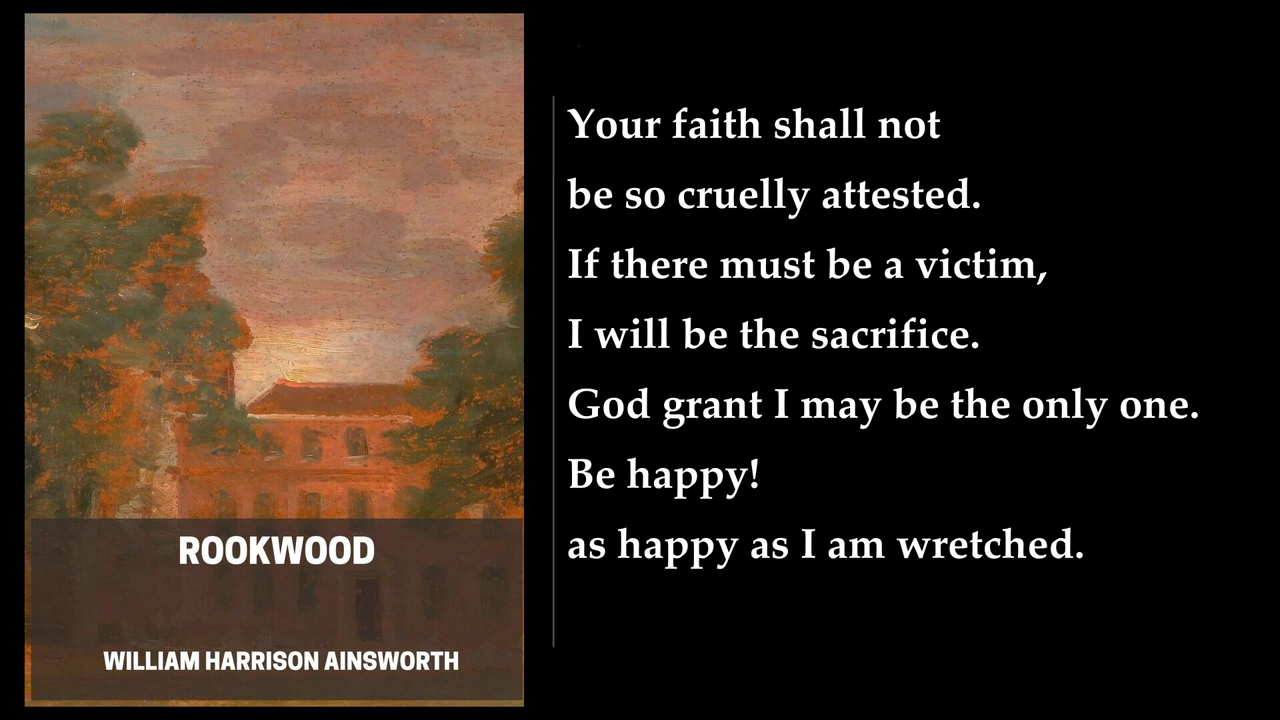 ROOKWOOD
WILLIAM HARRISON AINSWORTH
Your faith shall not
be so cruelly attested.
If there must be a victim,
I will be the sacrifice.
God grant I may be the only one.
Be happy!
as happy as I am wretched.